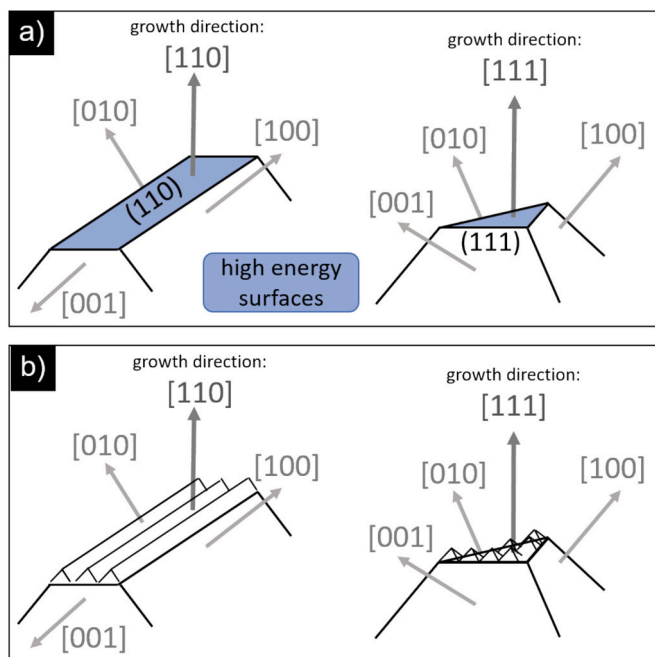 a)
growth direction:
[110]
[010]
[100]
(110)
[001]
growth direction:
[111]
[010]
[100]
[001]
(111)
high energy
surfaces
b)
growth direction:
[110]
[010]
[100]
[001]
growth direction:
[111]
[010]
[100]
[001]